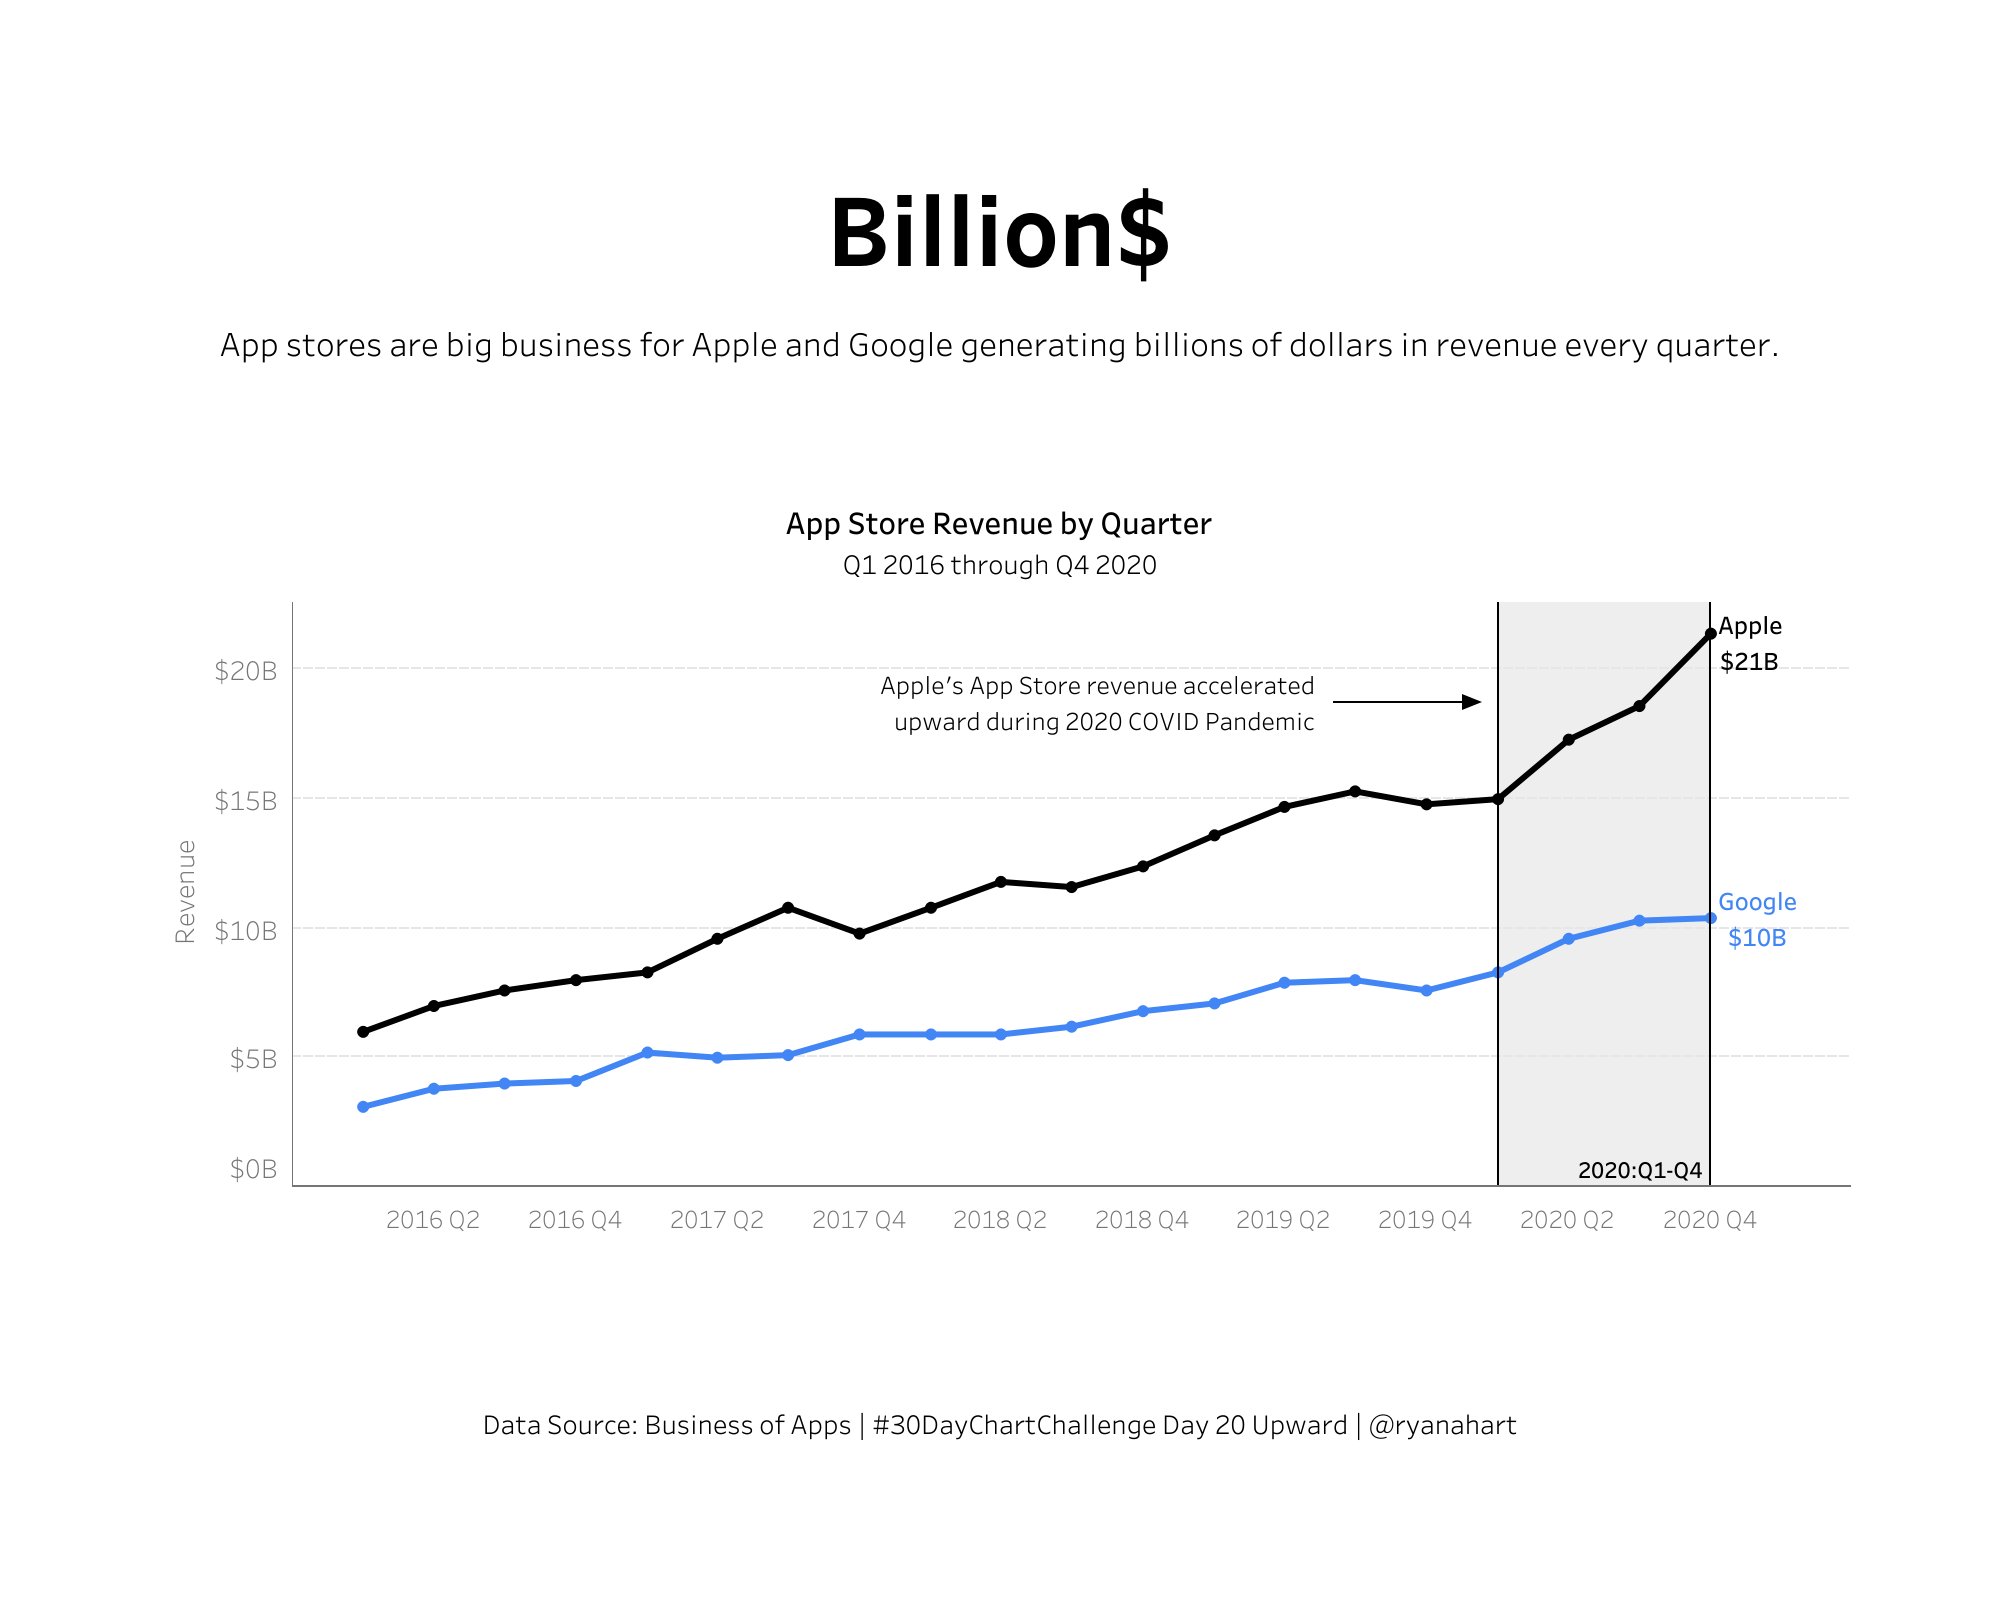 Billion$
App stores are big business for Apple and Google generating billions of dollars in revenue every quarter.
App Store Revenue by Quarter
Q1 2016 through Q4 2020
Apple
$21B
$20B
Apple's App Store revenue accelerated
upward during 2020 COVID Pandemic
$15B
Revenue
Google
$10B
$10B
$5B
$0B
2020:Q1-Q4
2016 Q2 2016 Q4 2017 Q2 2017 Q4 2018 Q2 2018 Q4 2019 Q2 2019 Q4 2020 Q2 2020 Q4
Data Source: Business of Apps | #30DayChartChallenge Day 20 Upward | @ryanahart